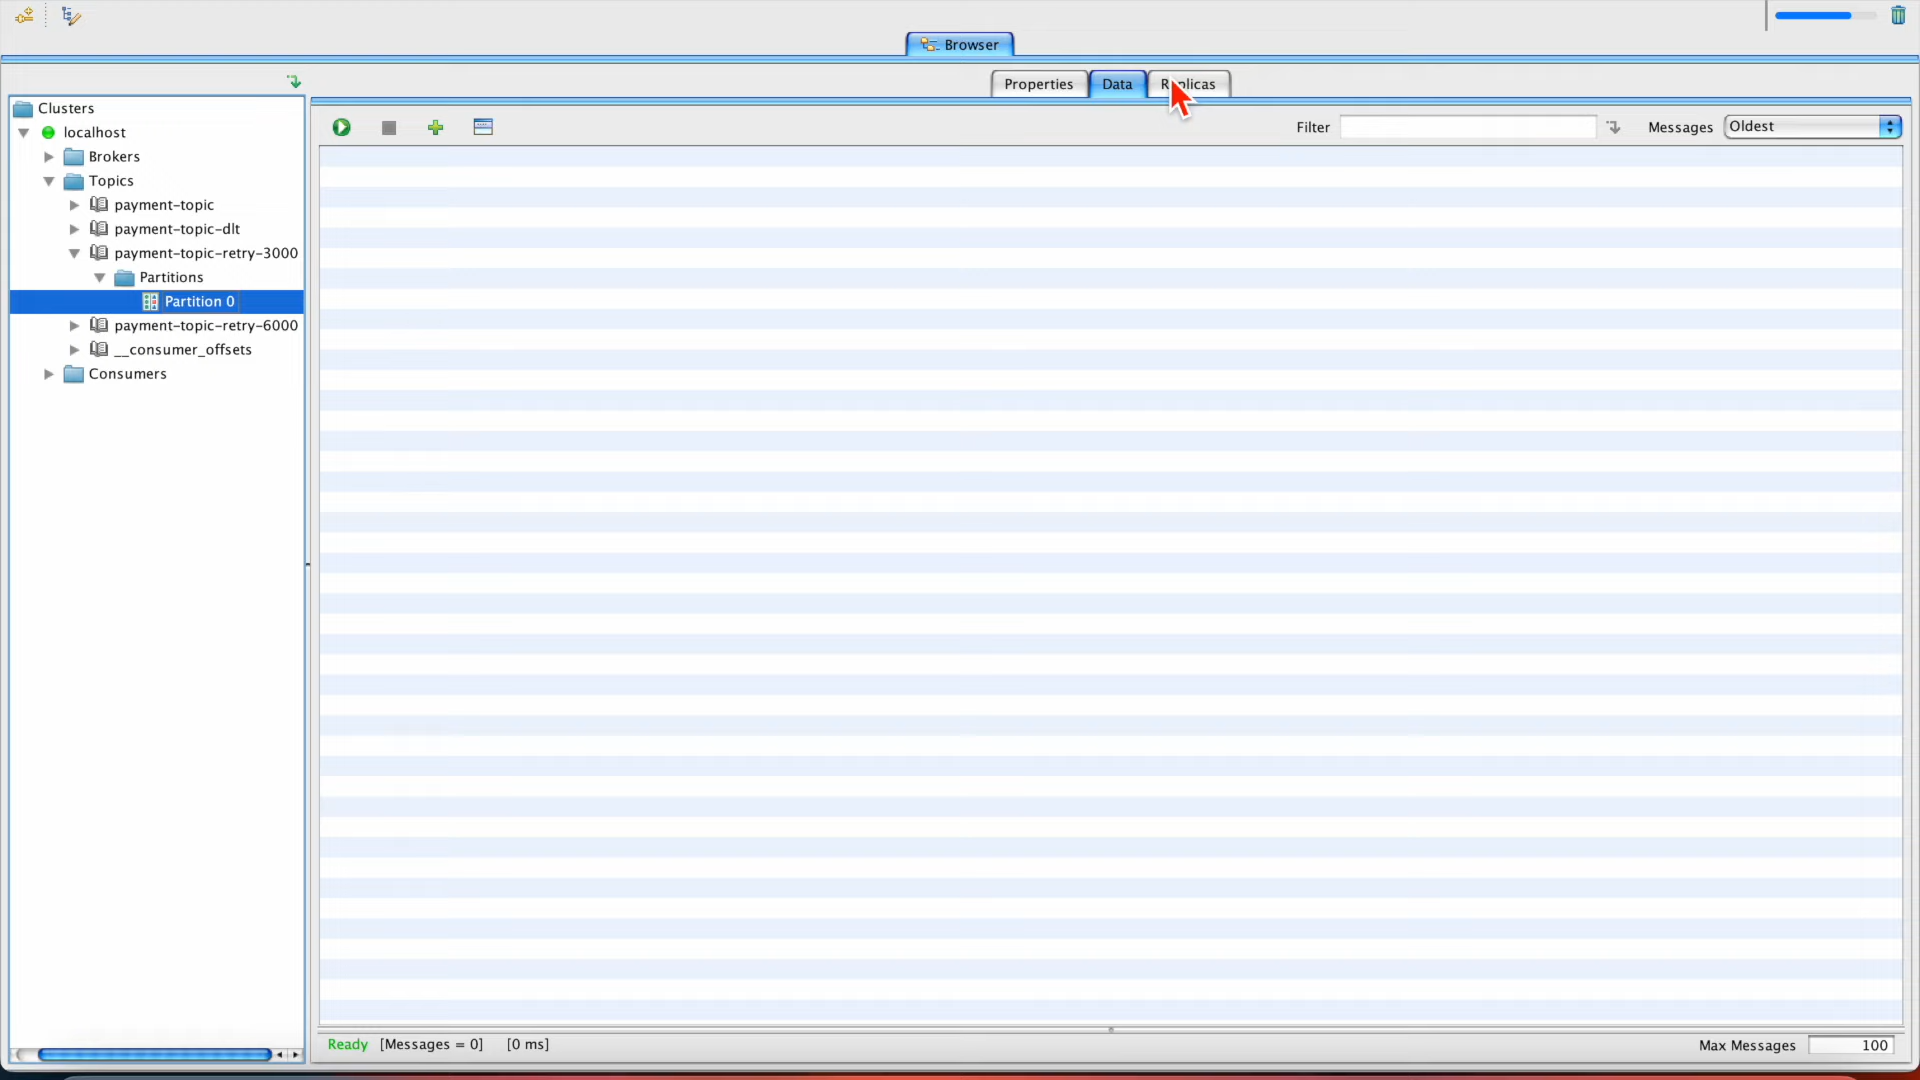 Browser
Properties
Data
Replicas
Clusters
localhost
Brokers
Topics
payment-topic
payment-topic-dlt
payment-topic-retry-3000
Partitions
Partition 0
payment-topic-retry-6000
__consumer_offsets
Consumers
Filter
Messages
Oldest
Ready [Messages = 0] [0 ms]
Max Messages 100